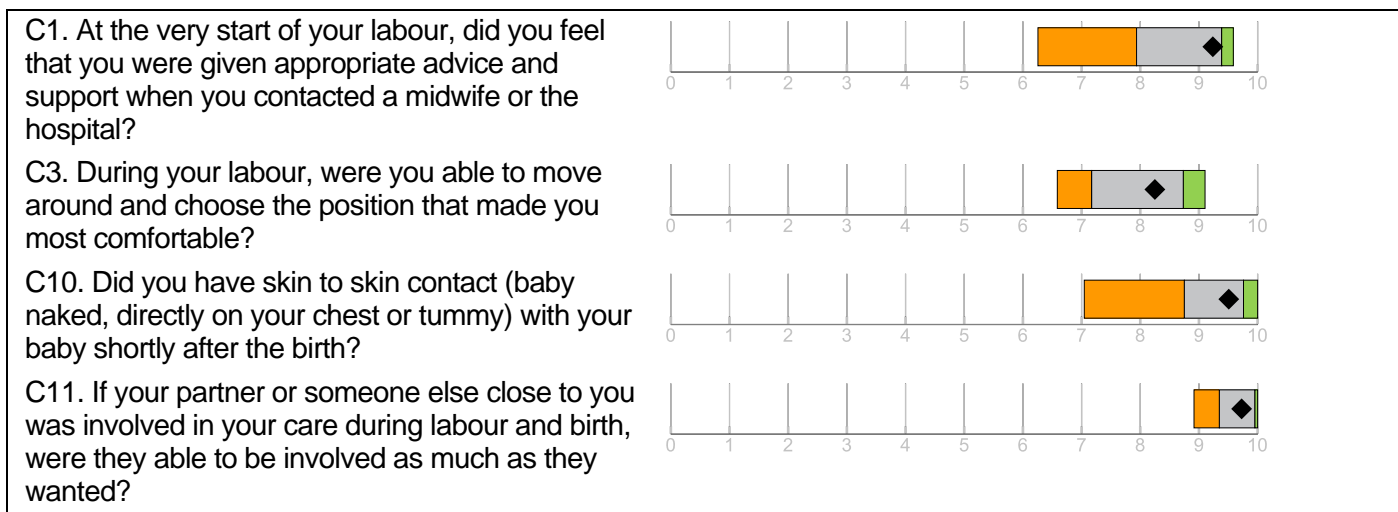 C1. At the very start of your labour, did you feel
that you were given appropriate advice and
support when you contacted a midwife or the
hospital?
0 1 2 3 4 5 6 7 8 9 10
C3. During your labour, were you able to move
around and choose the position that made you
most comfortable?
0 1 2 3 4 5 6 7 8 9 10
C10. Did you have skin to skin contact (baby
naked, directly on your chest or tummy) with your
baby shortly after the birth?
0 1 2 3 4 5 6 7 8 9 10
C11. If your partner or someone else close to you
was involved in your care during labour and birth,
were they able to be involved as much as they
wanted?
0 1 2 3 4 5 6 7 8 9 10